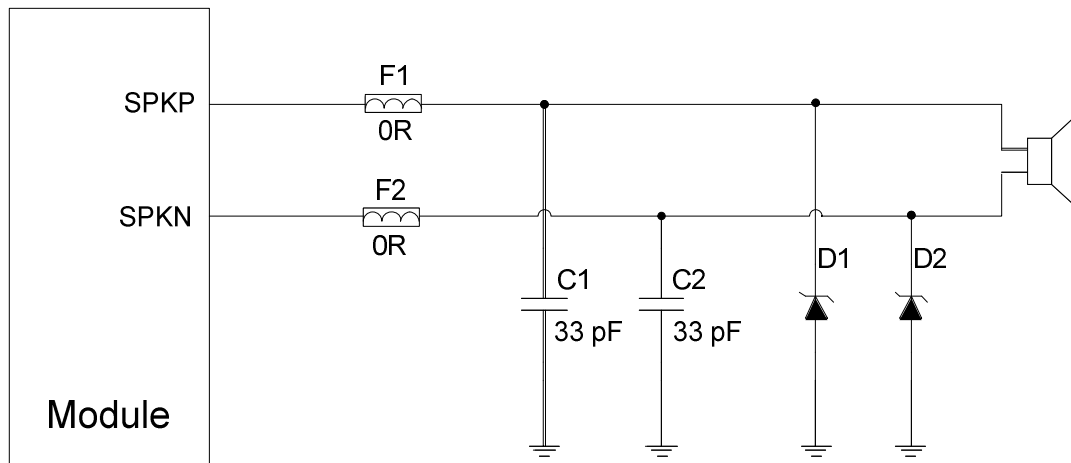 F1
SPKP
0R
F2
SPKN
0R
D1
D2
C1
C2
33 pF
33 pF
Module